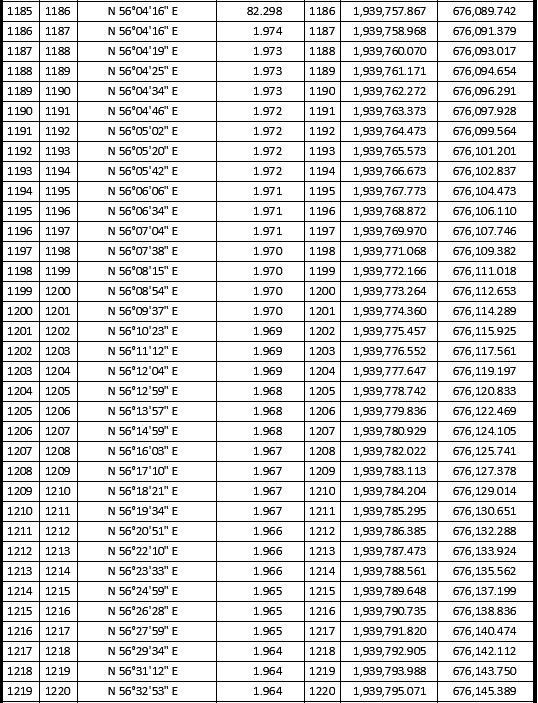 1185 1186 N 56°04'16" E 82.298 1186 1,939,757.867 676,089.742
1186 1187 N 56°04'16" E 1.974 1187 1,939,758.968 676,091.379
1187 1188 N 56°04'19" E 1.973 1188 1,939,760.070 676,093.017
1188 1189 N 56°04'25" E 1.973 1189 1,939,761.171 676,094.654
1189 1190 N 56°04'34" E 1.973 1190 1,939,762.272 676,096.291
1190 1191 N 56°04'46" E 1.972 1191 1,939,763.373 676,097.928
1191 1192 N 56°05'02" E 1.972 1192 1,939,764.473 676,099.564
1192 1193 N 56°05'20" E 1.972 1193 1,939,765.573 676,101.201
1193 1194 N 56°05'42" E 1.972 1194 1,939,766.673 676,102.837
1194 1195 N 56°06'06" E 1.971 1195 1,939,767.773 676,104.473
1195 1196 N 56°06'34" E 1.971 1196 1,939,768.872 676,106.110
1196 1197 N 56°07'04" E 1.971 1197 1,939,769.970 676,107.746
1197 1198 N 56°07'38" E 1.970 1198 1,939,771.068 676,109.382
1198 1199 N 56°08'15" E 1.970 1199 1,939,772.166 676,111.018
1199 1200 N 56°08'54" E 1.970 1200 1,939,773.264 676,112.653
1200 1201 N 56°09'37" E 1.970 1201 1,939,774.360 676,114.289
1201 1202 N 56°10'23" E 1.969 1202 1,939,775.457 676,115.925
1202 1203 N 56°11'12" E 1.969 1203 1,939,776.552 676,117.561
1203 1204 N 56°12'04" E 1.969 1204 1,939,777.647 676,119.197
1204 1205 N 56°12'59" E 1.968 1205 1,939,778.742 676,120.833
1205 1206 N 56°13'57" E 1.968 1206 1,939,779.836 676,122.469
1206 1207 N 56°14'59" E 1.968 1207 1,939,780.929 676,124.105
1207 1208 N 56°16'03" E 1.967 1208 1,939,782.022 676,125.741
1208 1209 N 56°17'10" E 1.967 1209 1,939,783.113 676,127.378
1209 1210 N 56°18'21" E 1.967 1210 1,939,784.204 676,129.014
1210 1211 N 56°19'34" E 1.967 1211 1,939,785.295 676,130.651
1211 1212 N 56°20'51" E 1.966 1212 1,939,786.385 676,132.288
1212 1213 N 56°22'10" E 1.966 1213 1,939,787.473 676,133.924
1213 1214 N 56°23'33" E 1.966 1214 1,939,788.561 676,135.562
1214 1215 N 56°24'59" E 1.965 1215 1,939,789.648 676,137.199
1215 1216 N 56°26'28" E 1.965 1216 1,939,790.735 676,138.836
1216 1217 N 56°27'59" E 1.965 1217 1,939,791.820 676,140.474
1217 1218 N 56°29'34" E 1.964 1218 1,939,792.905 676,142.112
1218 1219 N 56°31'12" E 1.964 1219 1,939,793.988 676,143.750
1219 1220 N 56°32'53" E 1.964 1220 1,939,795.071 676,145.389